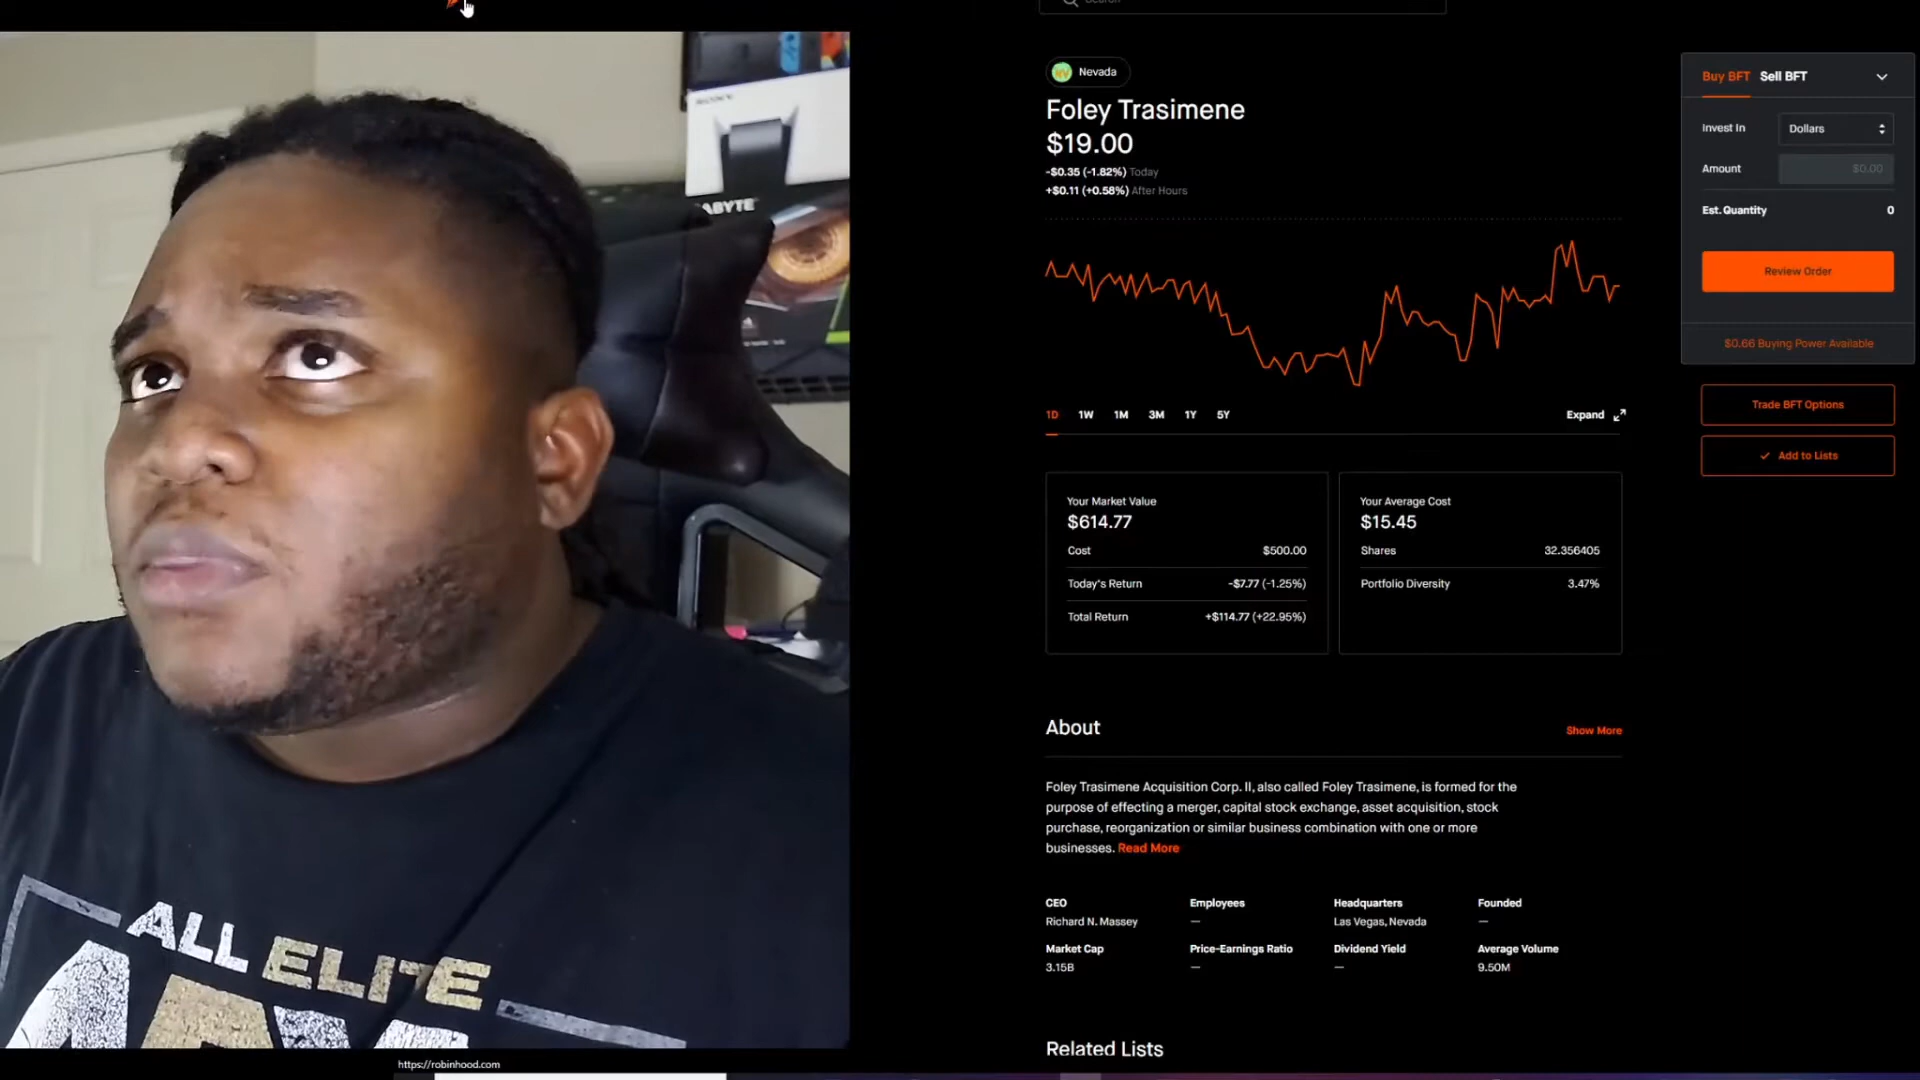 Search
Nevada
Foley Trasimene
$19.00
-$0.35 (-1.82%) Today
+$0.11 (+0.58%) After Hours
1D 1W 1M 3M 1Y 5Y Expand
Your Market Value
$614.77
Cost $500.00
Today's Return -$7.77 (-1.25%)
Total Return +$114.77 (+22.95%)
Your Average Cost
$15.45
Shares 32.356405
Portfolio Diversity 3.47%
About Show More
Foley Trasimene Acquisition Corp. II, also called Foley Trasimene, is formed for the
purpose of effecting a merger, capital stock exchange, asset acquisition, stock
purchase, reorganization or similar business combination with one or more
businesses. Read More
CEO Employees Headquarters Founded
Richard N. Massey — Las Vegas, Nevada —
Market Cap Price-Earnings Ratio Dividend Yield Average Volume
3.15B — — 9.50M
Related Lists
Buy BFT Sell BFT
Invest In Dollars
Amount $0.00
Est. Quantity 0
Review Order
$0.66 Buying Power Available
Trade BFT Options
Add to Lists
ABYTE
ALL ELITE
https://robinhood.com